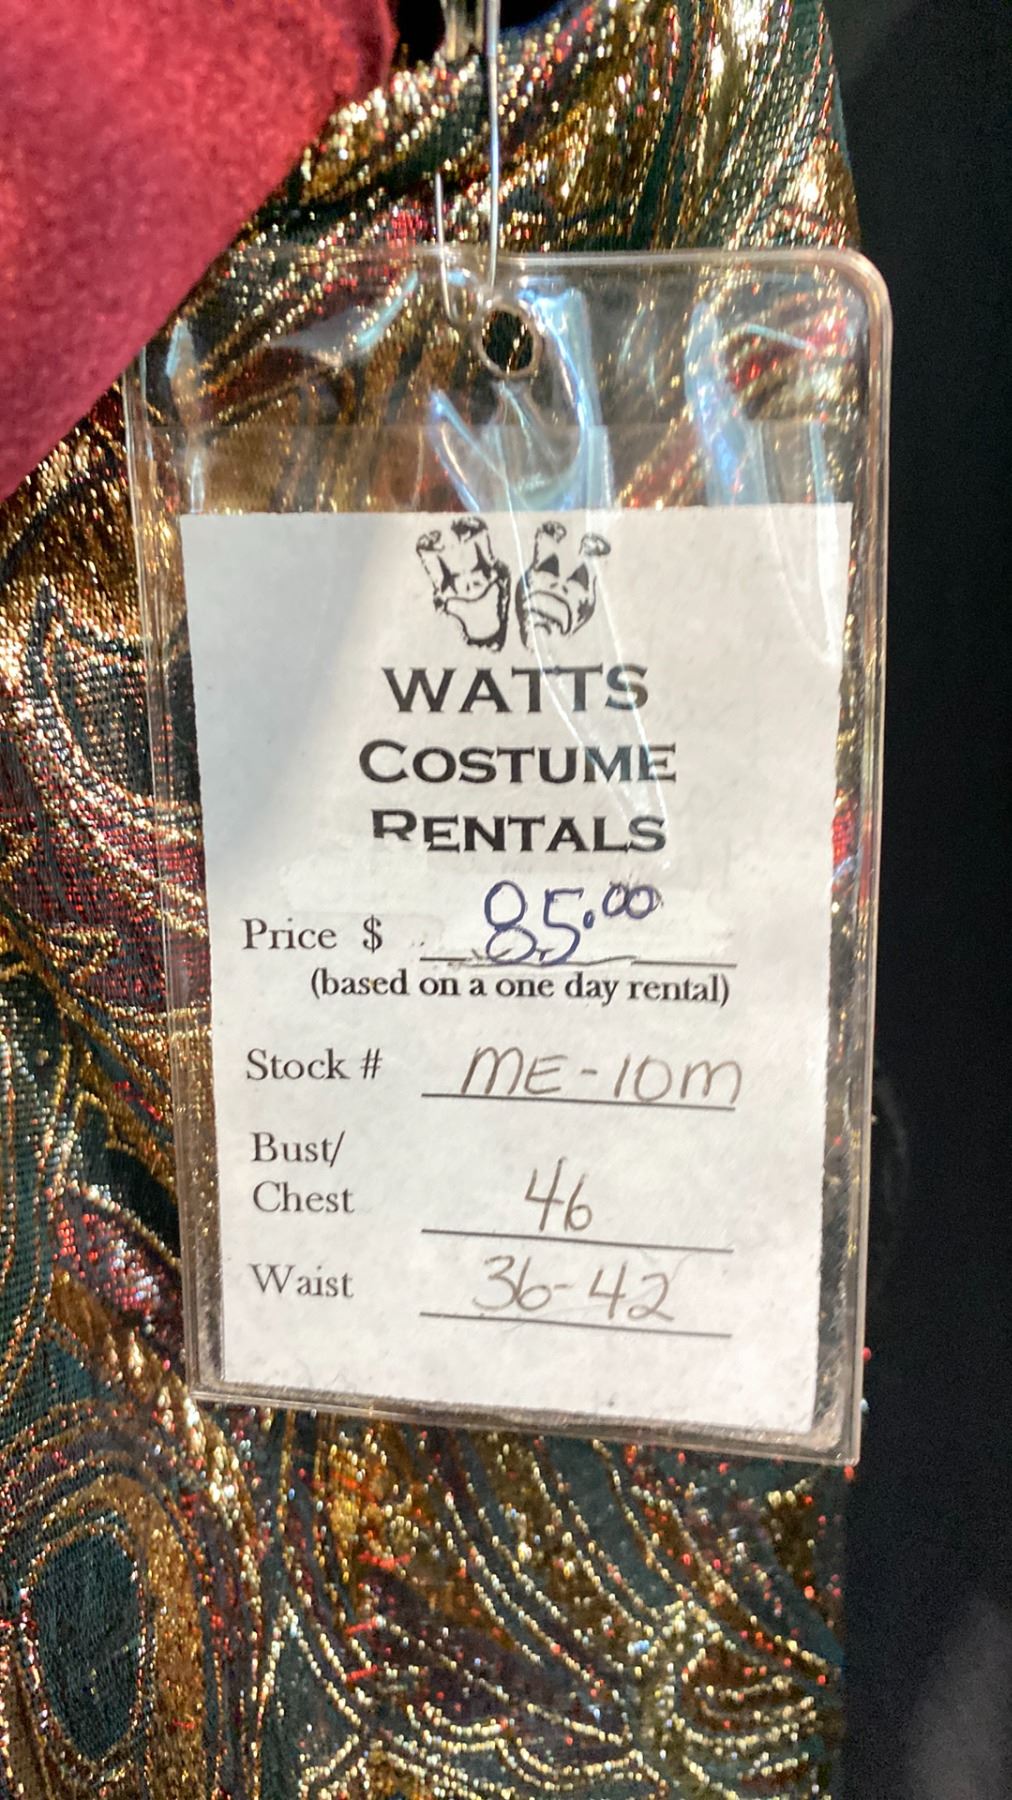 WATTS
COSTUME
RENTALS
Price $ 85.00
(based on a one day rental)
Stock # ME-10M
Bust/
Chest 46
Waist 36-42